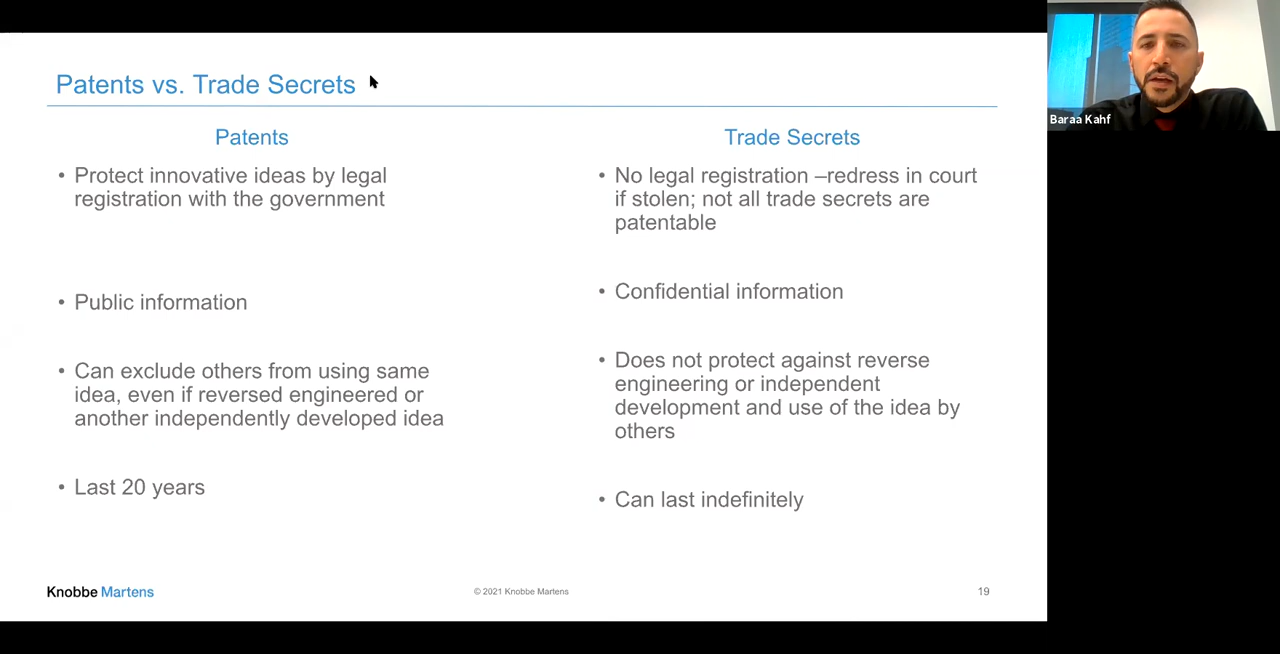 Patents vs. Trade Secrets
Patents
• Protect innovative ideas by legal
registration with the government
• Public information
• Can exclude others from using same
idea, even if reversed engineered or
another independently developed idea
• Last 20 years
Trade Secrets
• No legal registration –redress in court
if stolen; not all trade secrets are
patentable
• Confidential information
• Does not protect against reverse
engineering or independent
development and use of the idea by
others
• Can last indefinitely
Knobbe Martens
© 2021 Knobbe Martens
19
Baraa Kahf